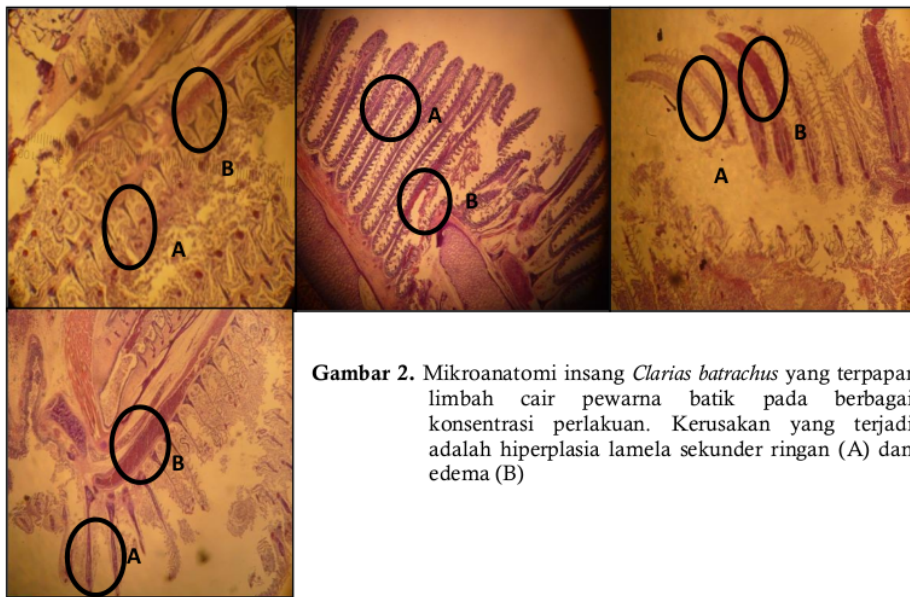 B
A
A
B
B
A
B
A
Gambar 2. Mikroanatomi insang Clarias batrachus yang terpapar
limbah cair pewarna batik pada berbagai
konsentrasi perlakuan. Kerusakan yang terjadi
adalah hiperplasia lamela sekunder ringan (A) dan
edema (B)